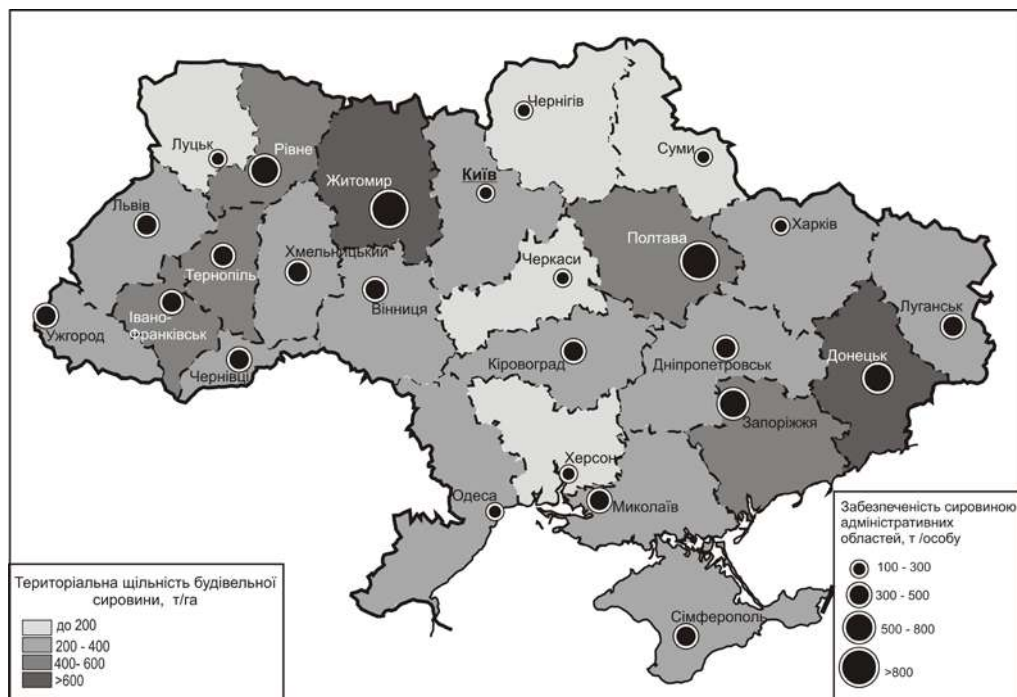 Чернігів
Суми
Луцьк
Рівне
Київ
Житомир
Львів
Харків
Полтава
Хмельницький
Черкаси
Тернопіль
Вінниця
Луганськ
Івано-
Франківськ
Ужгород
Донецьк
Кіровоград
Дніпропетровськ
Чернівці
Запоріжжя
Херсон
Одеса
Миколаїв
Сімферополь
Територіальна щільність будівельної
сировини, т/га
до 200
200 - 400
400- 600
>600
Забезпеченість сировиною
адміністративних
областей, т /особу
100 - 300
300 - 500
500 - 800
>800